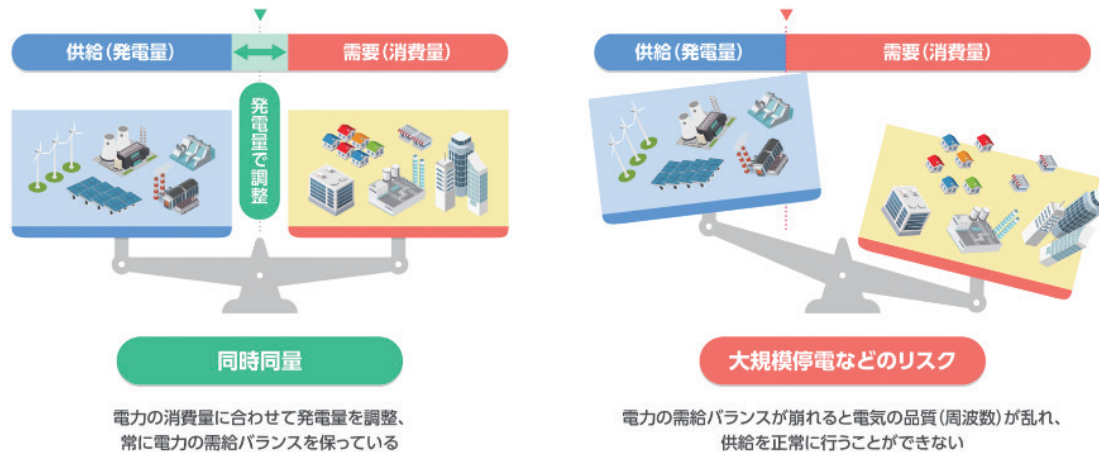 供給(発電量)
需要(消費量)
発電量で調整
同時同量
電力の消費量に合わせて発電量を調整、
常に電力の需給バランスを保っている
供給(発電量)
需要(消費量)
大規模停電などのリスク
電力の需給バランスが崩れると電気の品質(周波数)が乱れ、
供給を正常に行うことができない